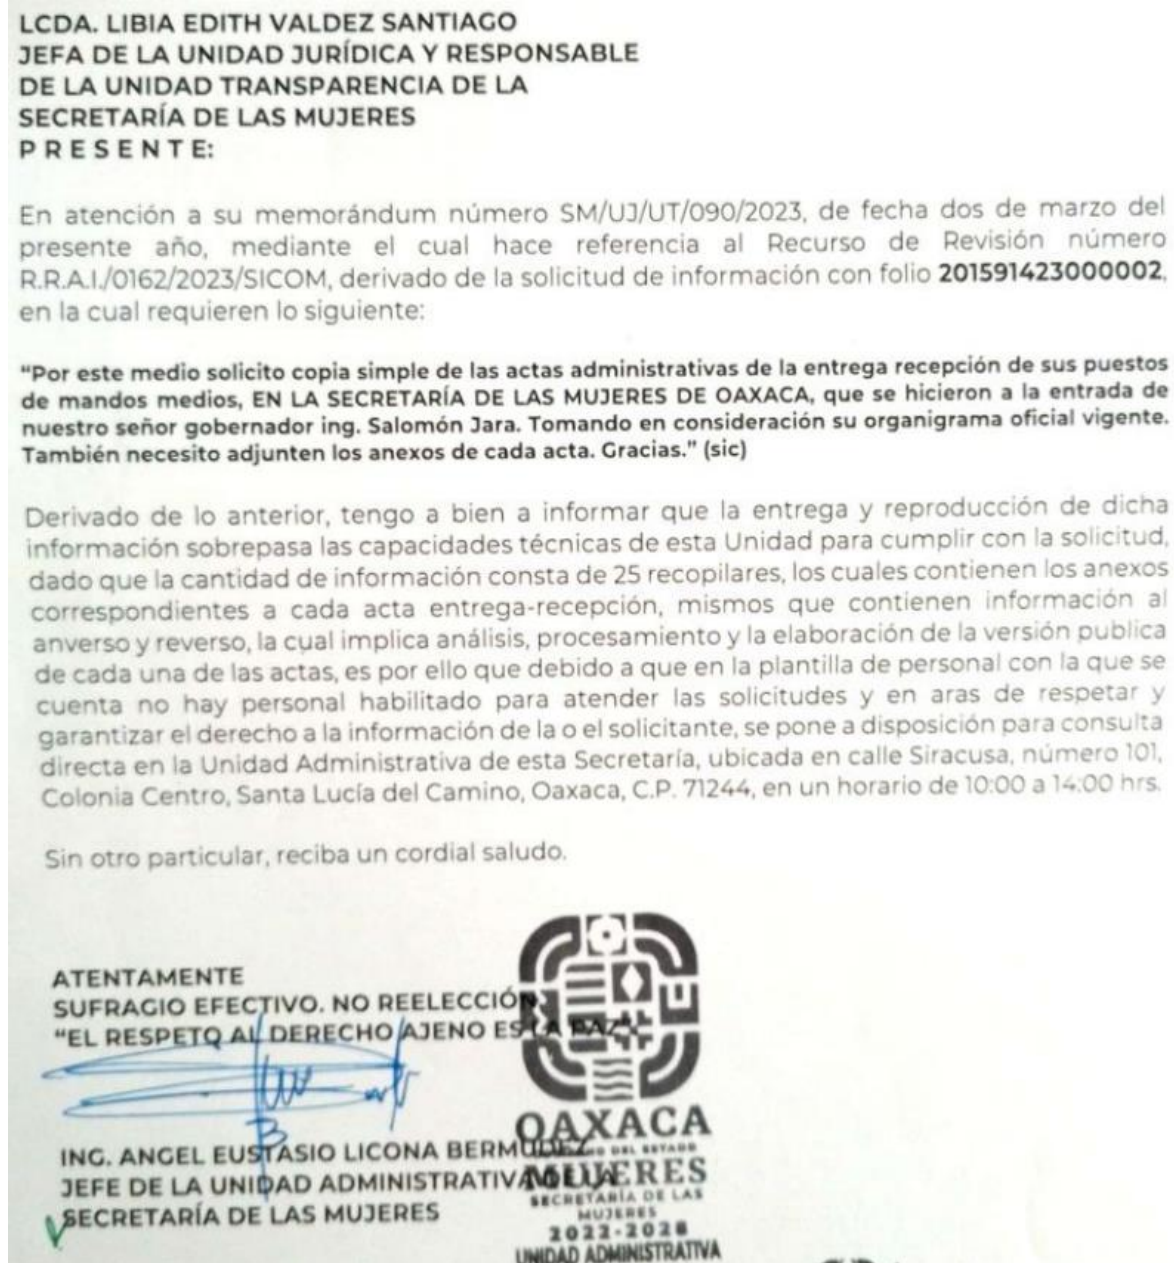 LCDA. LIBIA EDITH VALDEZ SANTIAGO
JEFA DE LA UNIDAD JURÍDICA Y RESPONSABLE
DE LA UNIDAD TRANSPARENCIA DE LA
SECRETARÍA DE LAS MUJERES
P R E S E N T E:
En atención a su memorándum número SM/UJ/UT/090/2023, de fecha dos de marzo del
presente año, mediante el cual hace referencia al Recurso de Revisión número
R.R.A.I./0162/2023/SICOM, derivado de la solicitud de información con folio 201591423000002,
en la cual requieren lo siguiente:
“Por este medio solicito copia simple de las actas administrativas de la entrega recepción de sus puestos
de mandos medios, EN LA SECRETARÍA DE LAS MUJERES DE OAXACA, que se hicieron a la entrada de
nuestro señor gobernador ing. Salomón Jara. Tomando en consideración su organigrama oficial vigente.
También necesito adjunten los anexos de cada acta. Gracias.” (sic)
Derivado de lo anterior, tengo a bien a informar que la entrega y reproducción de dicha
información sobrepasa las capacidades técnicas de esta Unidad para cumplir con la solicitud,
dado que la cantidad de información consta de 25 recopilares, los cuales contienen los anexos
correspondientes a cada acta entrega-recepción, mismos que contienen información al
anverso y reverso, la cual implica análisis, procesamiento y la elaboración de la versión publica
de cada una de las actas, es por ello que debido a que en la plantilla de personal con la que se
cuenta no hay personal habilitado para atender las solicitudes y en aras de respetar y
garantizar el derecho a la información de la o el solicitante, se pone a disposición para consulta
directa en la Unidad Administrativa de esta Secretaría, ubicada en calle Siracusa, número 101,
Colonia Centro, Santa Lucía del Camino, Oaxaca, C.P. 71244, en un horario de 10:00 a 14:00 hrs.
Sin otro particular, reciba un cordial saludo.
ATENTAMENTE
SUFRAGIO EFECTIVO. NO REELECCIÓN
“EL RESPETO AL DERECHO AJENO ES LA PAZ”
ING. ANGEL EUSTASIO LICONA BERMÚDEZ
JEFE DE LA UNIDAD ADMINISTRATIVA DE LA
SECRETARÍA DE LAS MUJERES
OAXACA
MUJERES
SECRETARÍA DE LAS
MUJERES
2022-2028
UNIDAD ADMINISTRATIVA